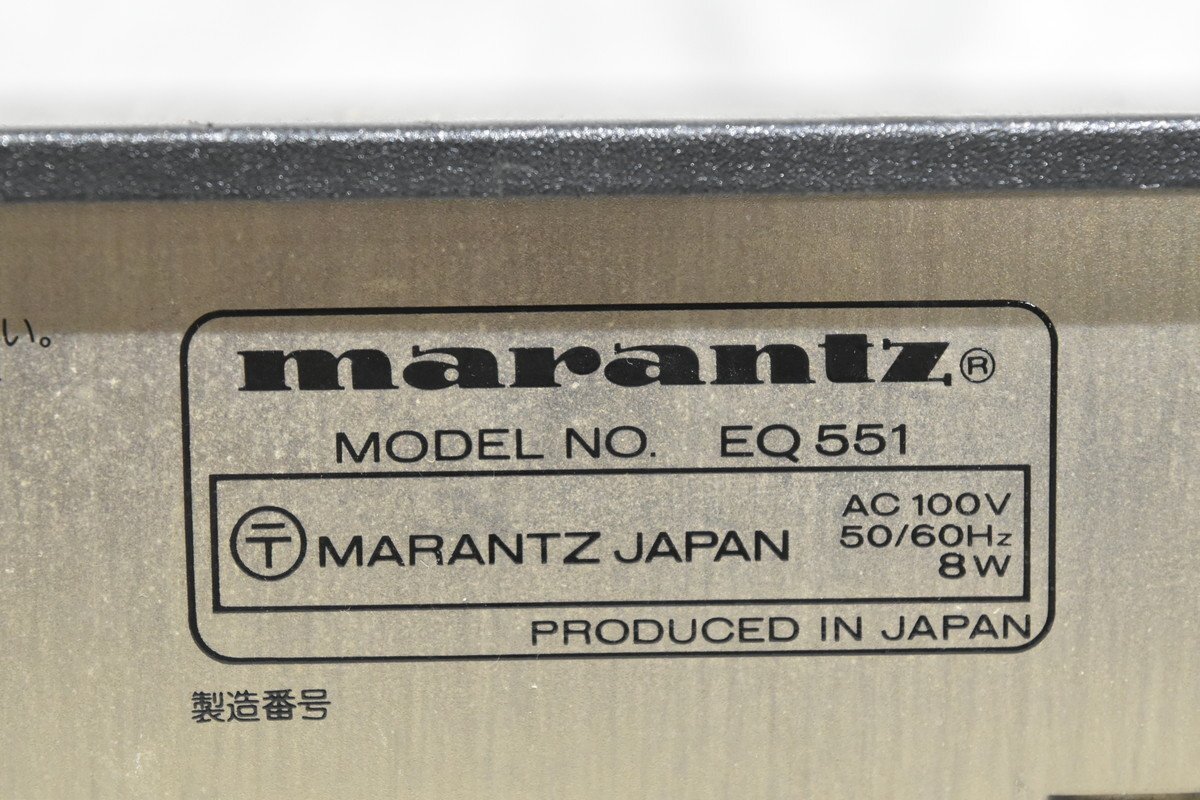 い。
marantz®
MODEL NO. EQ 551
〒 MARANTZ JAPAN
AC 100V
50/60Hz
8W
PRODUCED IN JAPAN
製造番号